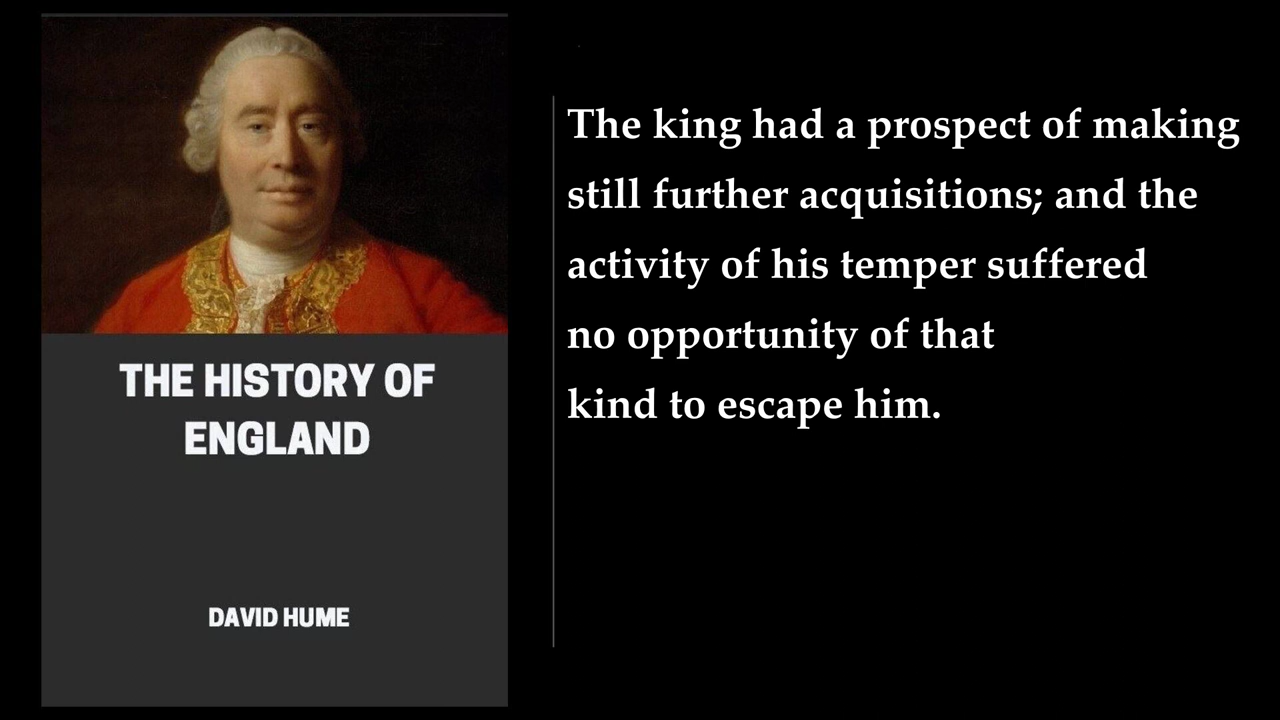 THE HISTORY OF
ENGLAND
DAVID HUME
The king had a prospect of making
still further acquisitions; and the
activity of his temper suffered
no opportunity of that
kind to escape him.